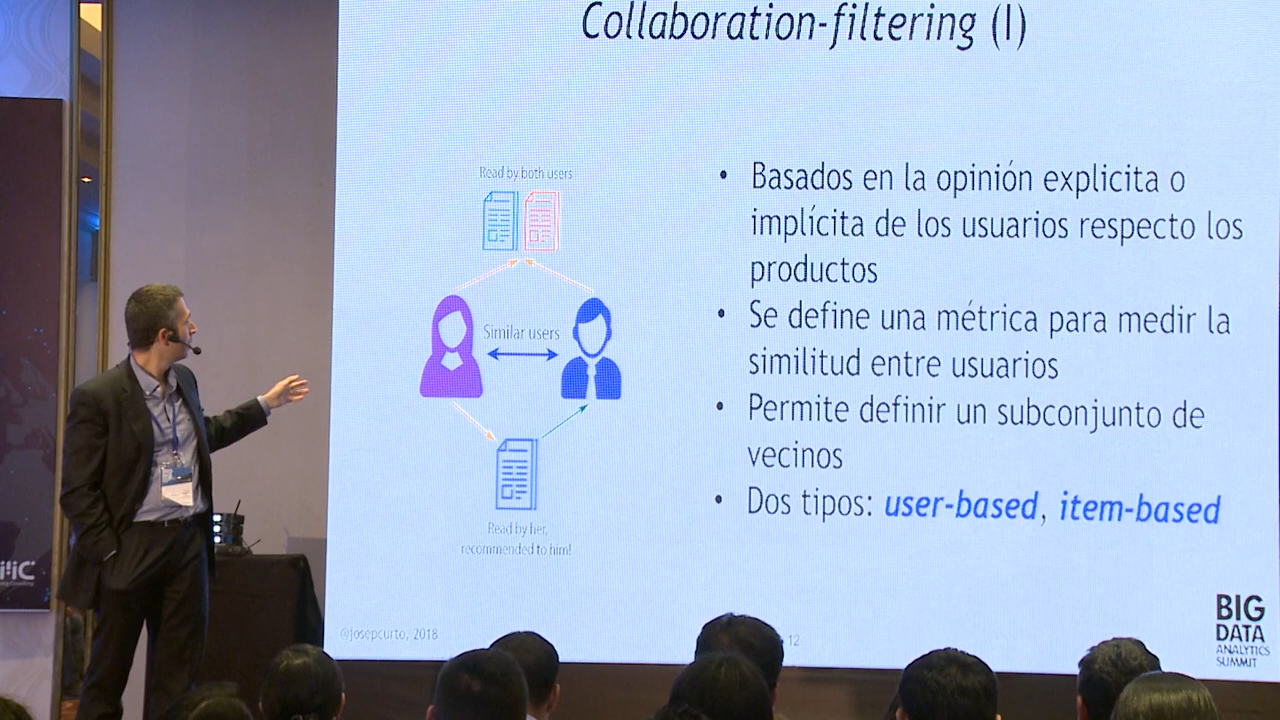 Collaboration-filtering (I)
Read by both users
Similar users
Read by her,
recommended to him!
• Basados en la opinión explicita o
implícita de los usuarios respecto los
productos
• Se define una métrica para medir la
similitud entre usuarios
• Permite definir un subconjunto de
vecinos
• Dos tipos: user-based, item-based
@josepcurto, 2018
12
BIG
DATA
ANALYTICS
SUMMIT